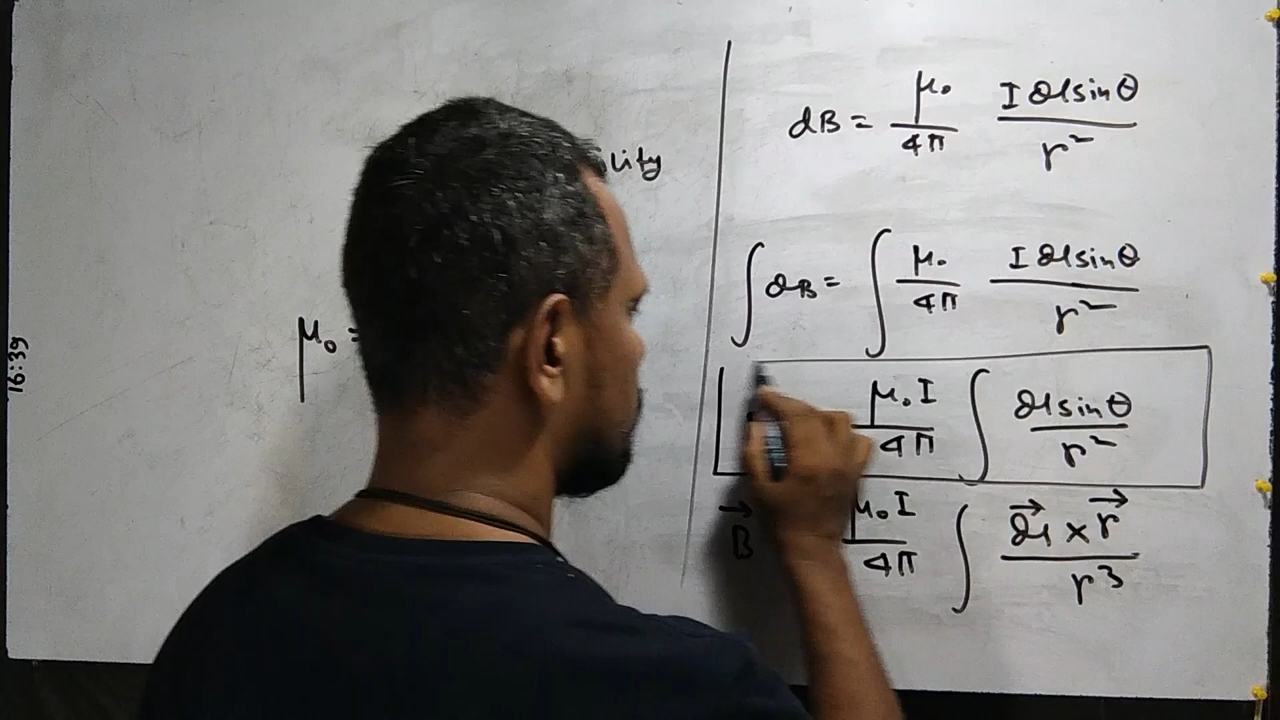 16:39
μ₀ =
dB = μ₀/4π I dl sinθ/r²
∫ dB = ∫ μ₀/4π I dl sinθ/r²
μ₀I/4π ∫ dl sinθ/r²
B⃗ μ₀I/4π ∫ dl⃗ × r⃗/r³